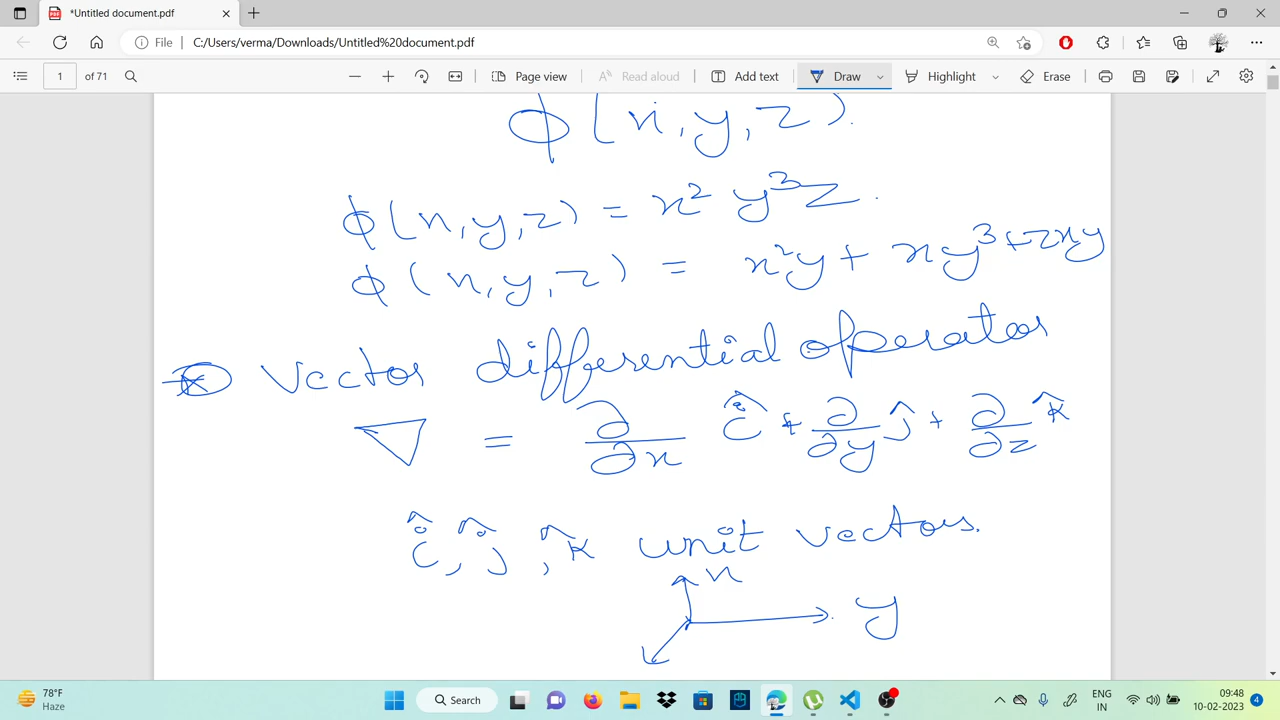 *Untitled document.pdf
File C:/Users/verma/Downloads/Untitled%20document.pdf
1 of 71 Page view Read aloud Add text Draw Highlight Erase
ϕ(x, y, z).
ϕ(x, y, z) = x² y³ z.
ϕ(x, y, z) = x²y + xy³ + zxy
* Vector differential operator
∇ = ∂/∂x î + ∂/∂y ĵ + ∂/∂z k̂
î, ĵ, k̂ unit vectors.
x
y
78°F
Haze
Search
ENG
IN
09:48
10-02-2023
4